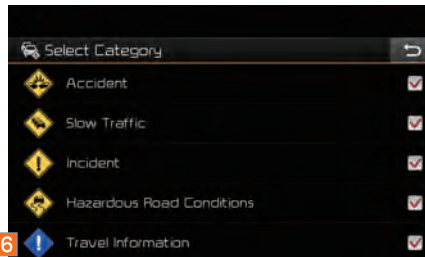 Select Category
Accident
Slow Traffic
Incident
Hazardous Road Conditions
6
Travel Information